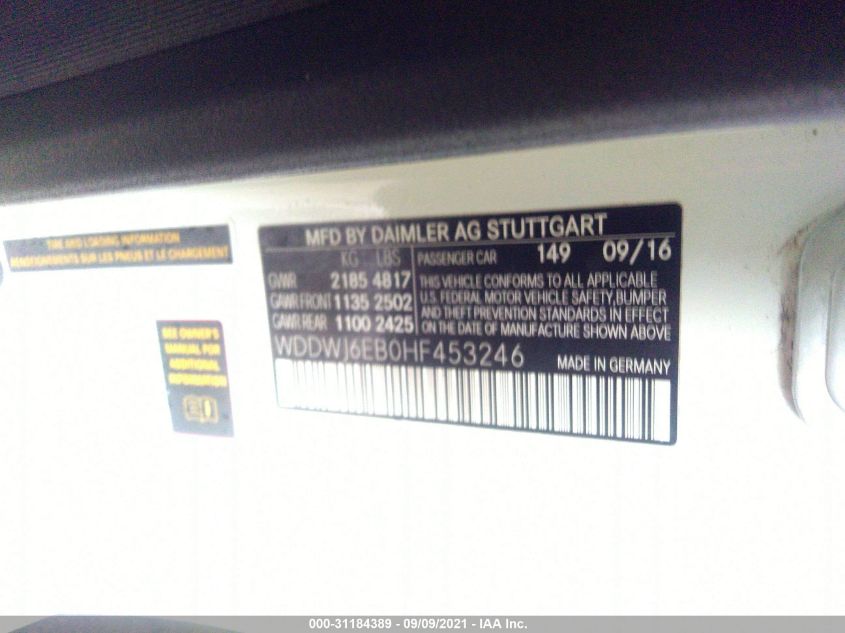 TIRE AND LOADING INFORMATION
RENSEIGNEMENTS SUR LES PNEUS ET LE CHARGEMENT
SEE OWNER'S
MANUAL FOR
ADDITIONAL
INFORMATION
MFD BY DAIMLER AG STUTTGART
KG LBS PASSENGER CAR 149 09/16
GVWR 2185 4817
GAWR FRONT 1135 2502
GAWR REAR 1100 2425
THIS VEHICLE CONFORMS TO ALL APPLICABLE
U.S. FEDERAL MOTOR VEHICLE SAFETY, BUMPER
AND THEFT PREVENTION STANDARDS IN EFFECT
ON THE DATE OF MANUFACTURE SHOWN ABOVE
WDDWJ6EB0HF453246 MADE IN GERMANY
000-31184389 - 09/09/2021 - IAA Inc.